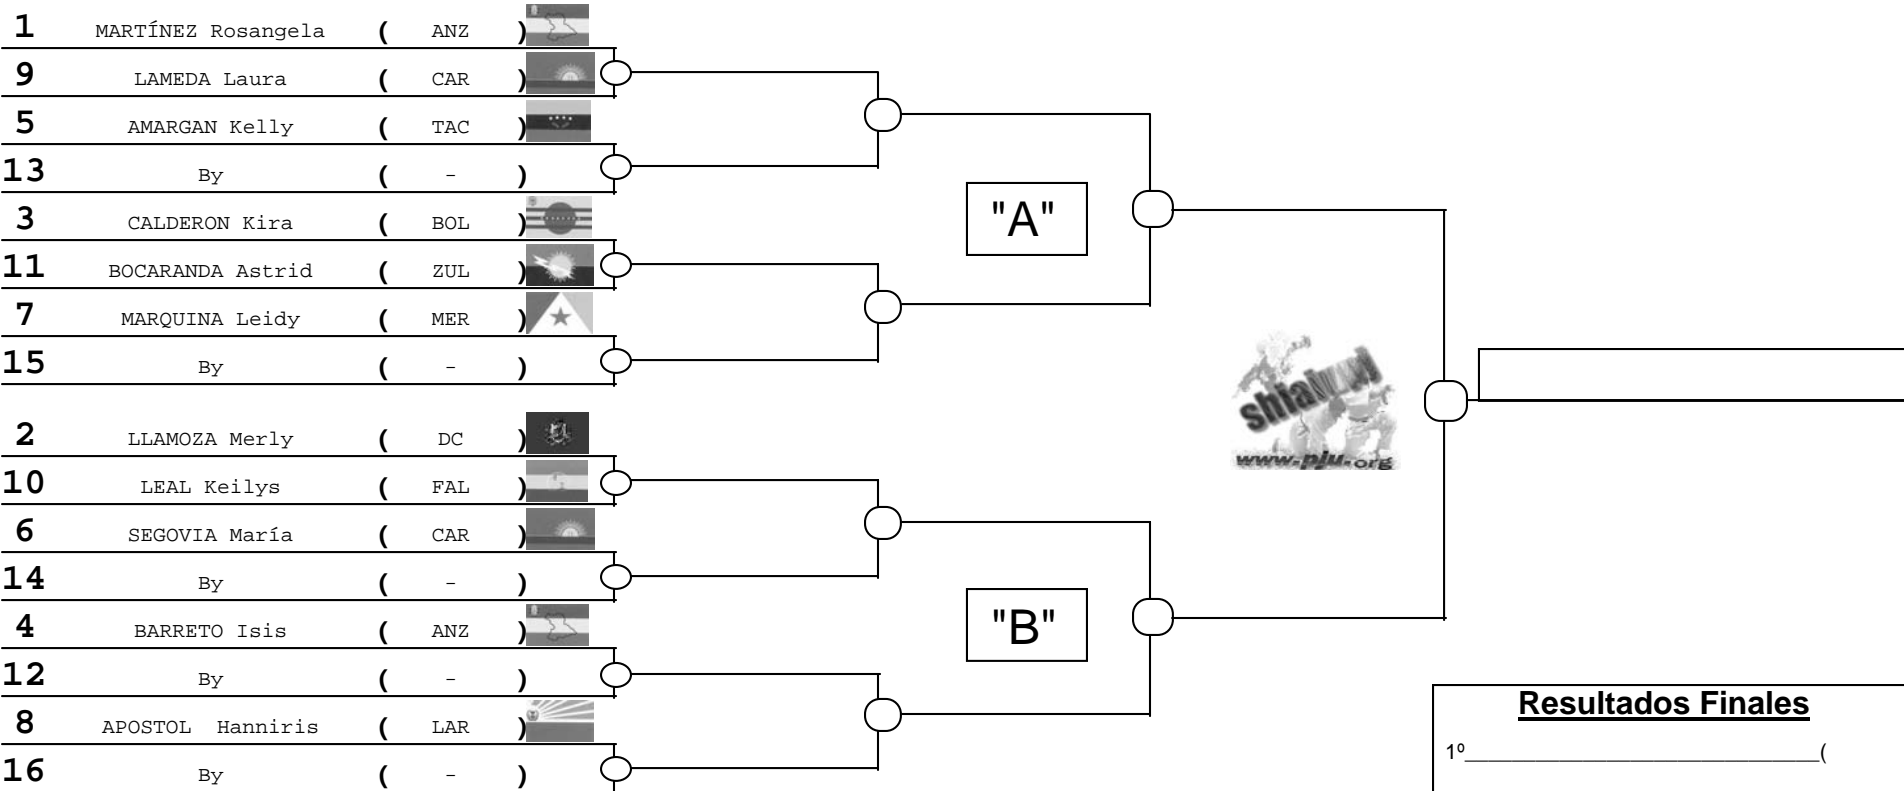 1 MARTÍNEZ Rosangela ( ANZ )
9 LAMEDA Laura ( CAR )
5 AMARGAN Kelly ( TAC )
13 By ( - )
3 CALDERON Kira ( BOL )
11 BOCARANDA Astrid ( ZUL )
7 MARQUINA Leidy ( MER )
15 By ( - )
"A"
shiai
www.pju.org
2 LLAMOZA Merly ( DC )
10 LEAL Keilys ( FAL )
6 SEGOVIA María ( CAR )
14 By ( - )
4 BARRETO Isis ( ANZ )
12 By ( - )
8 APOSTOL Hanniris ( LAR )
16 By ( - )
"B"
Resultados Finales
1º______________________________(